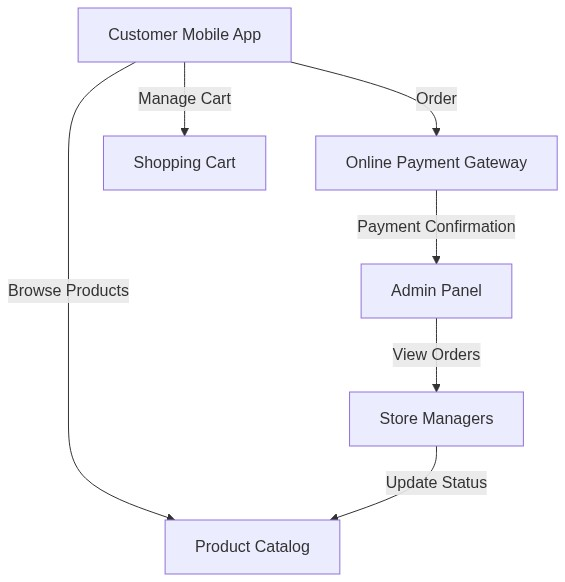 Customer Mobile App
Manage Cart
Order
Shopping Cart
Online Payment Gateway
Payment Confirmation
Browse Products
Admin Panel
View Orders
Store Managers
Update Status
Product Catalog